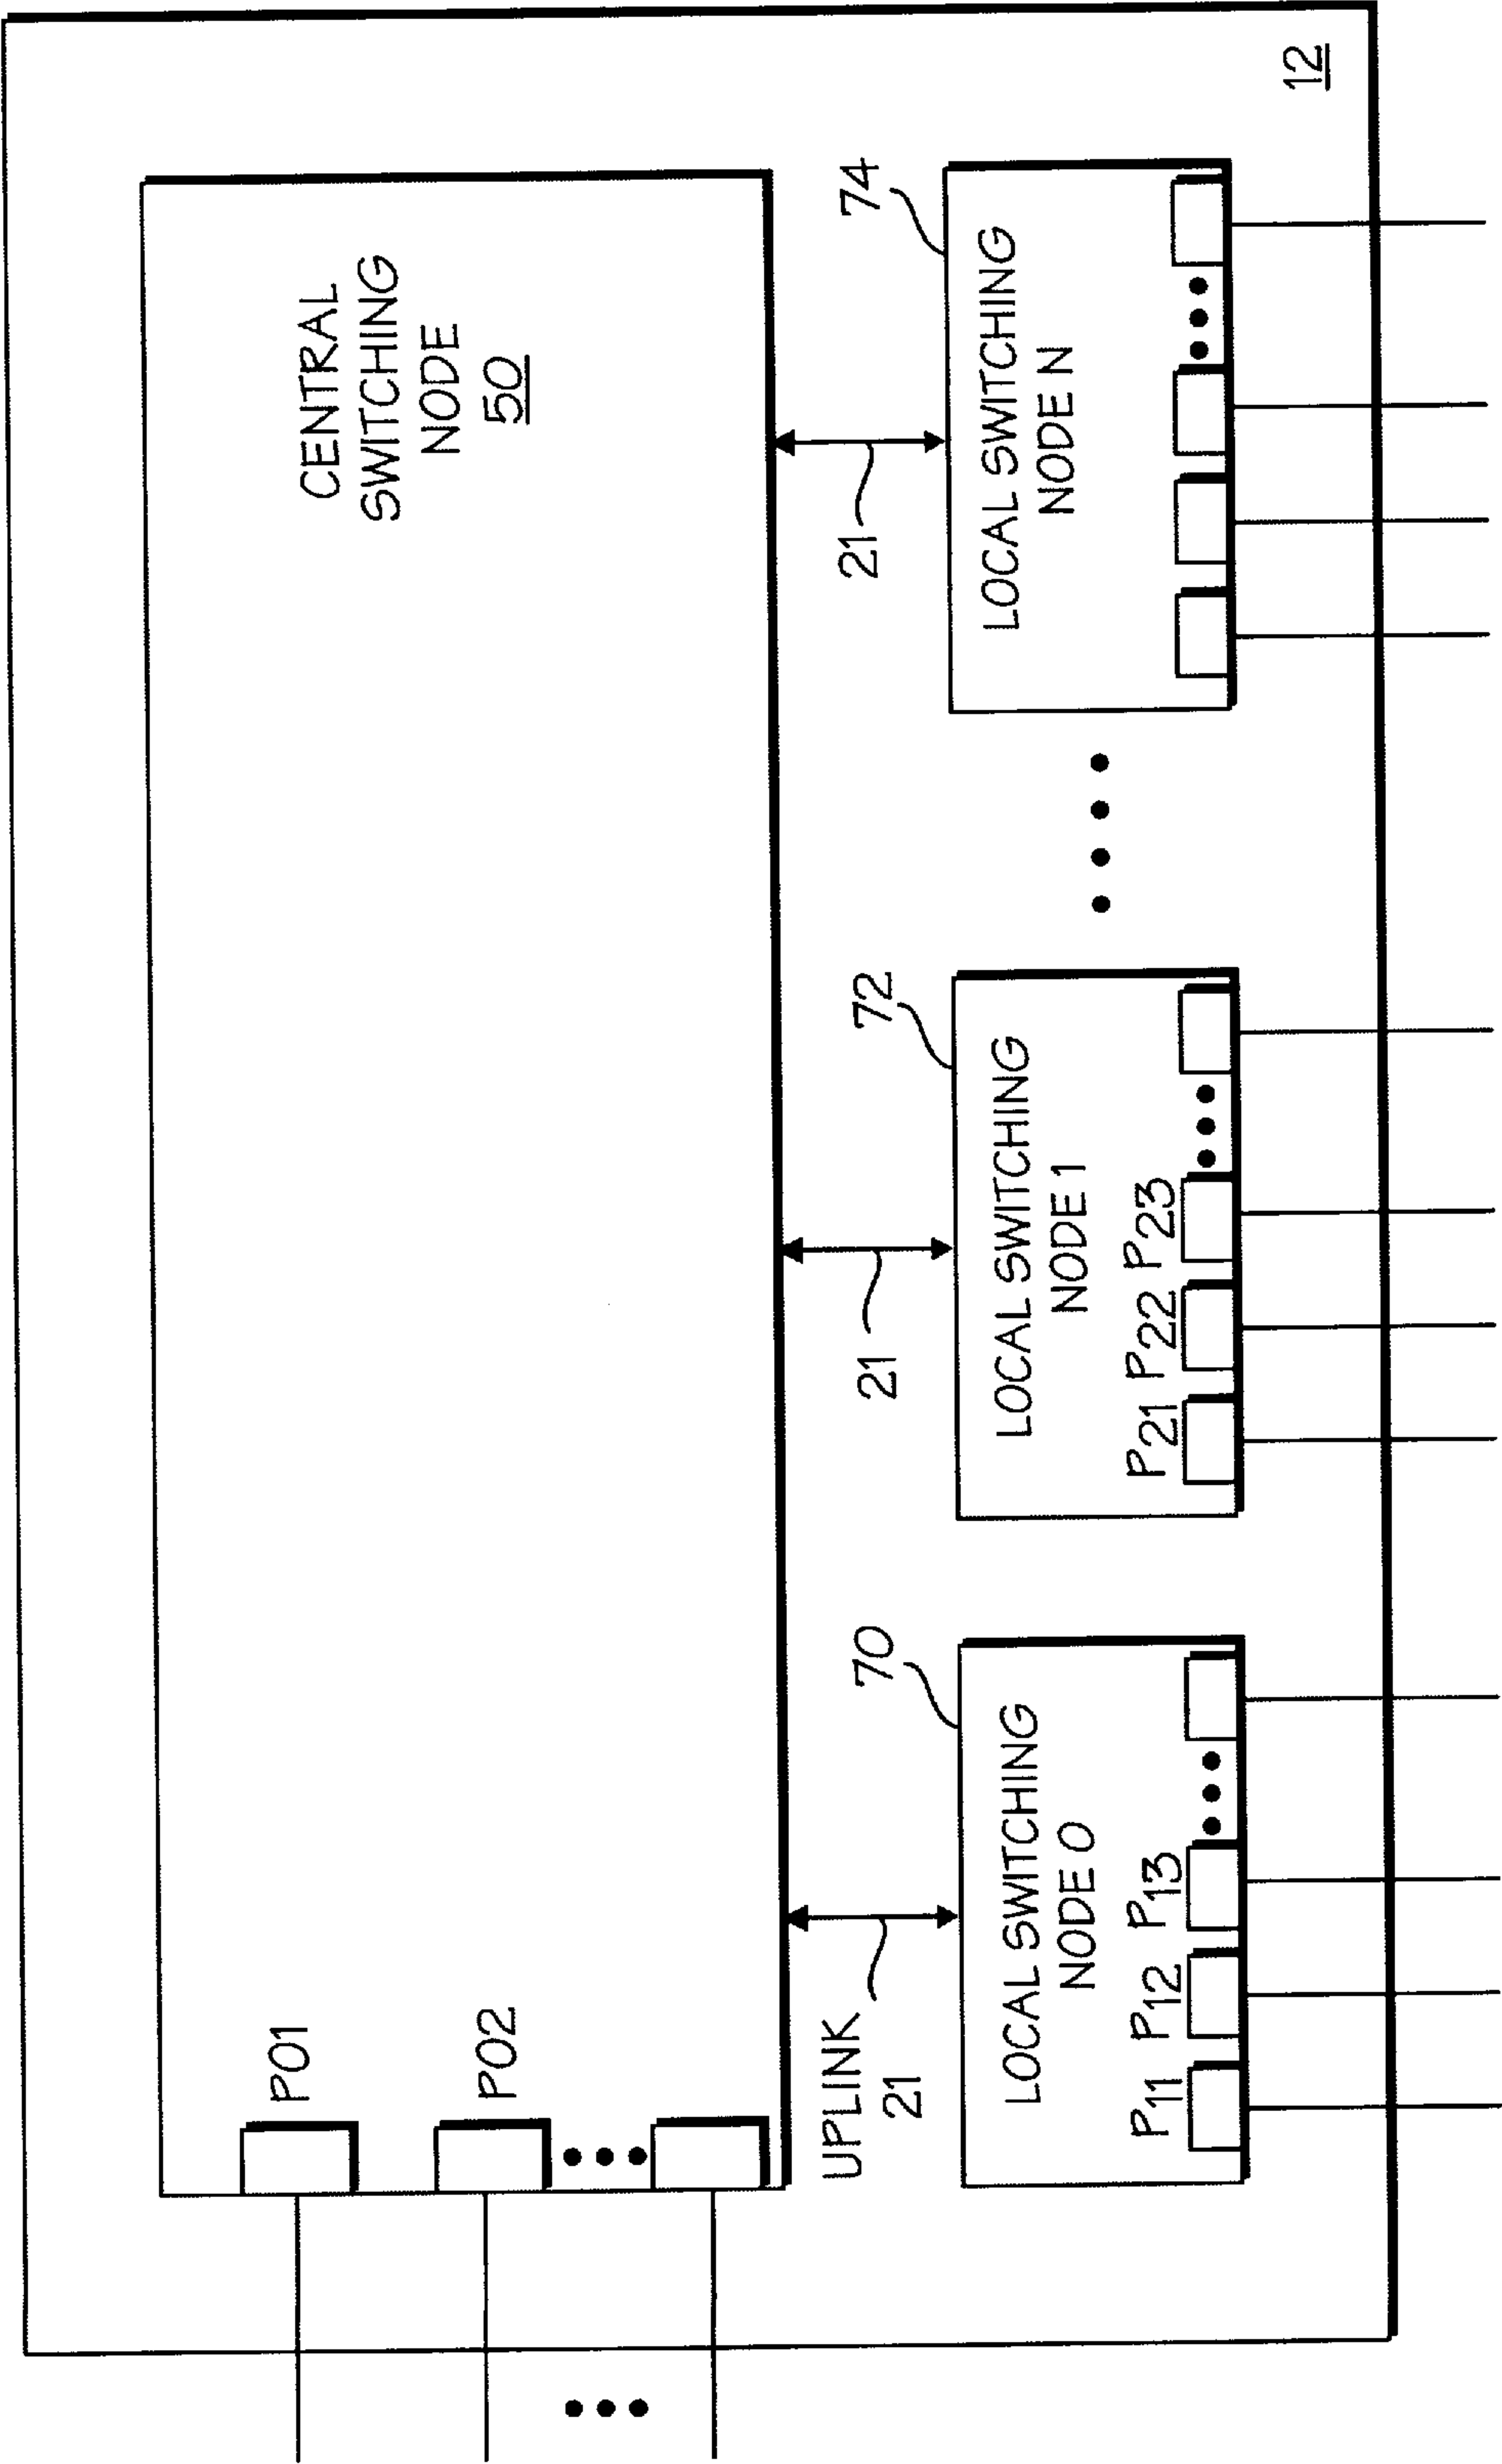 CENTRAL
SWITCHING
NODE
50
P01
P02
UPLINK
21
21
21
70
LOCAL SWITCHING
NODE 0
P11
P12
P13
72
LOCAL SWITCHING
NODE 1
P21
P22
P23
74
LOCAL SWITCHING
NODE N
12